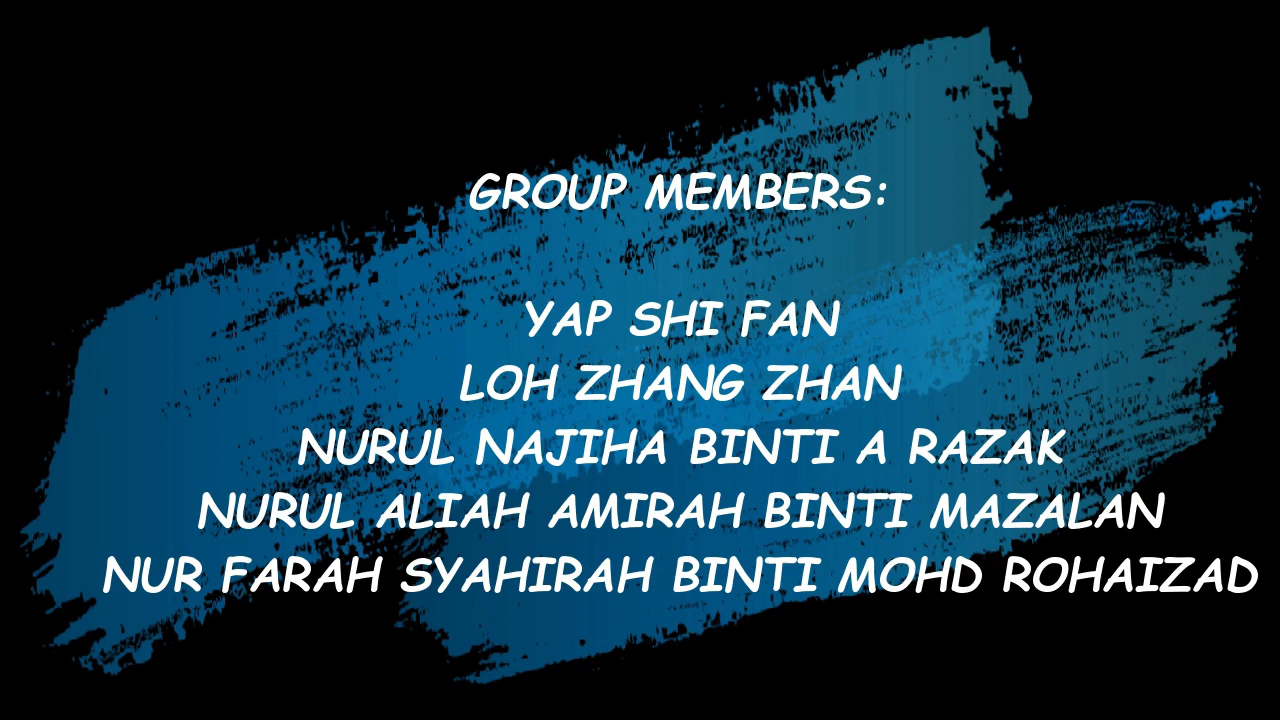 GROUP MEMBERS:
YAP SHI FAN
LOH ZHANG ZHAN
NURUL NAJIHA BINTI A RAZAK
NURUL ALIAH AMIRAH BINTI MAZALAN
NUR FARAH SYAHIRAH BINTI MOHD ROHAIZAD